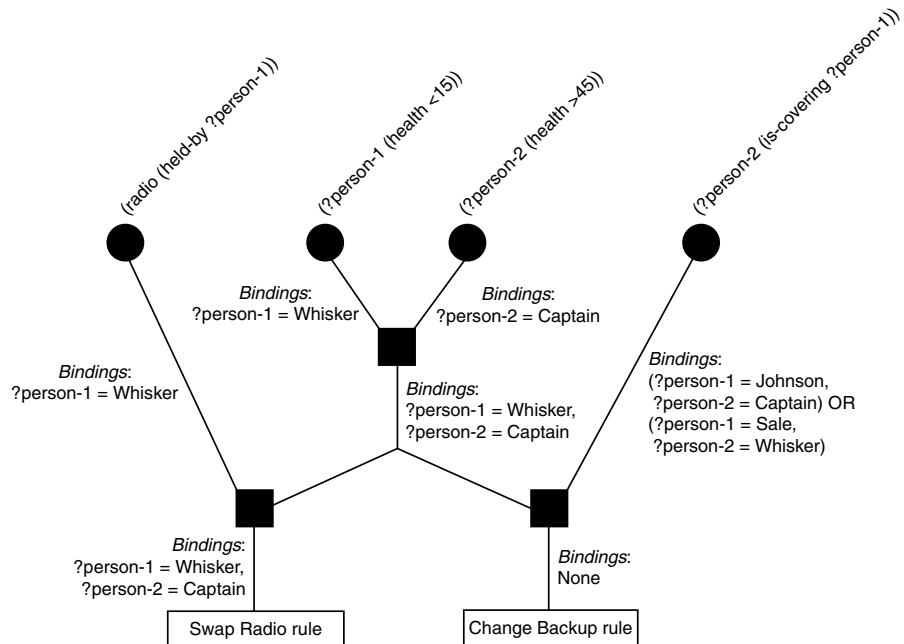 (radio (held-by ?person-1))
(?person-1 (health <15))
(?person-2 (health >45))
(?person-2 (is-covering ?person-1))
Bindings:
?person-1 = Whisker
Bindings:
?person-2 = Captain
Bindings:
?person-1 = Whisker
Bindings:
?person-1 = Whisker,
?person-2 = Captain
Bindings:
(?person-1 = Johnson,
?person-2 = Captain) OR
(?person-1 = Sale,
?person-2 = Whisker)
Bindings:
?person-1 = Whisker,
?person-2 = Captain
Bindings:
None
Swap Radio rule
Change Backup rule